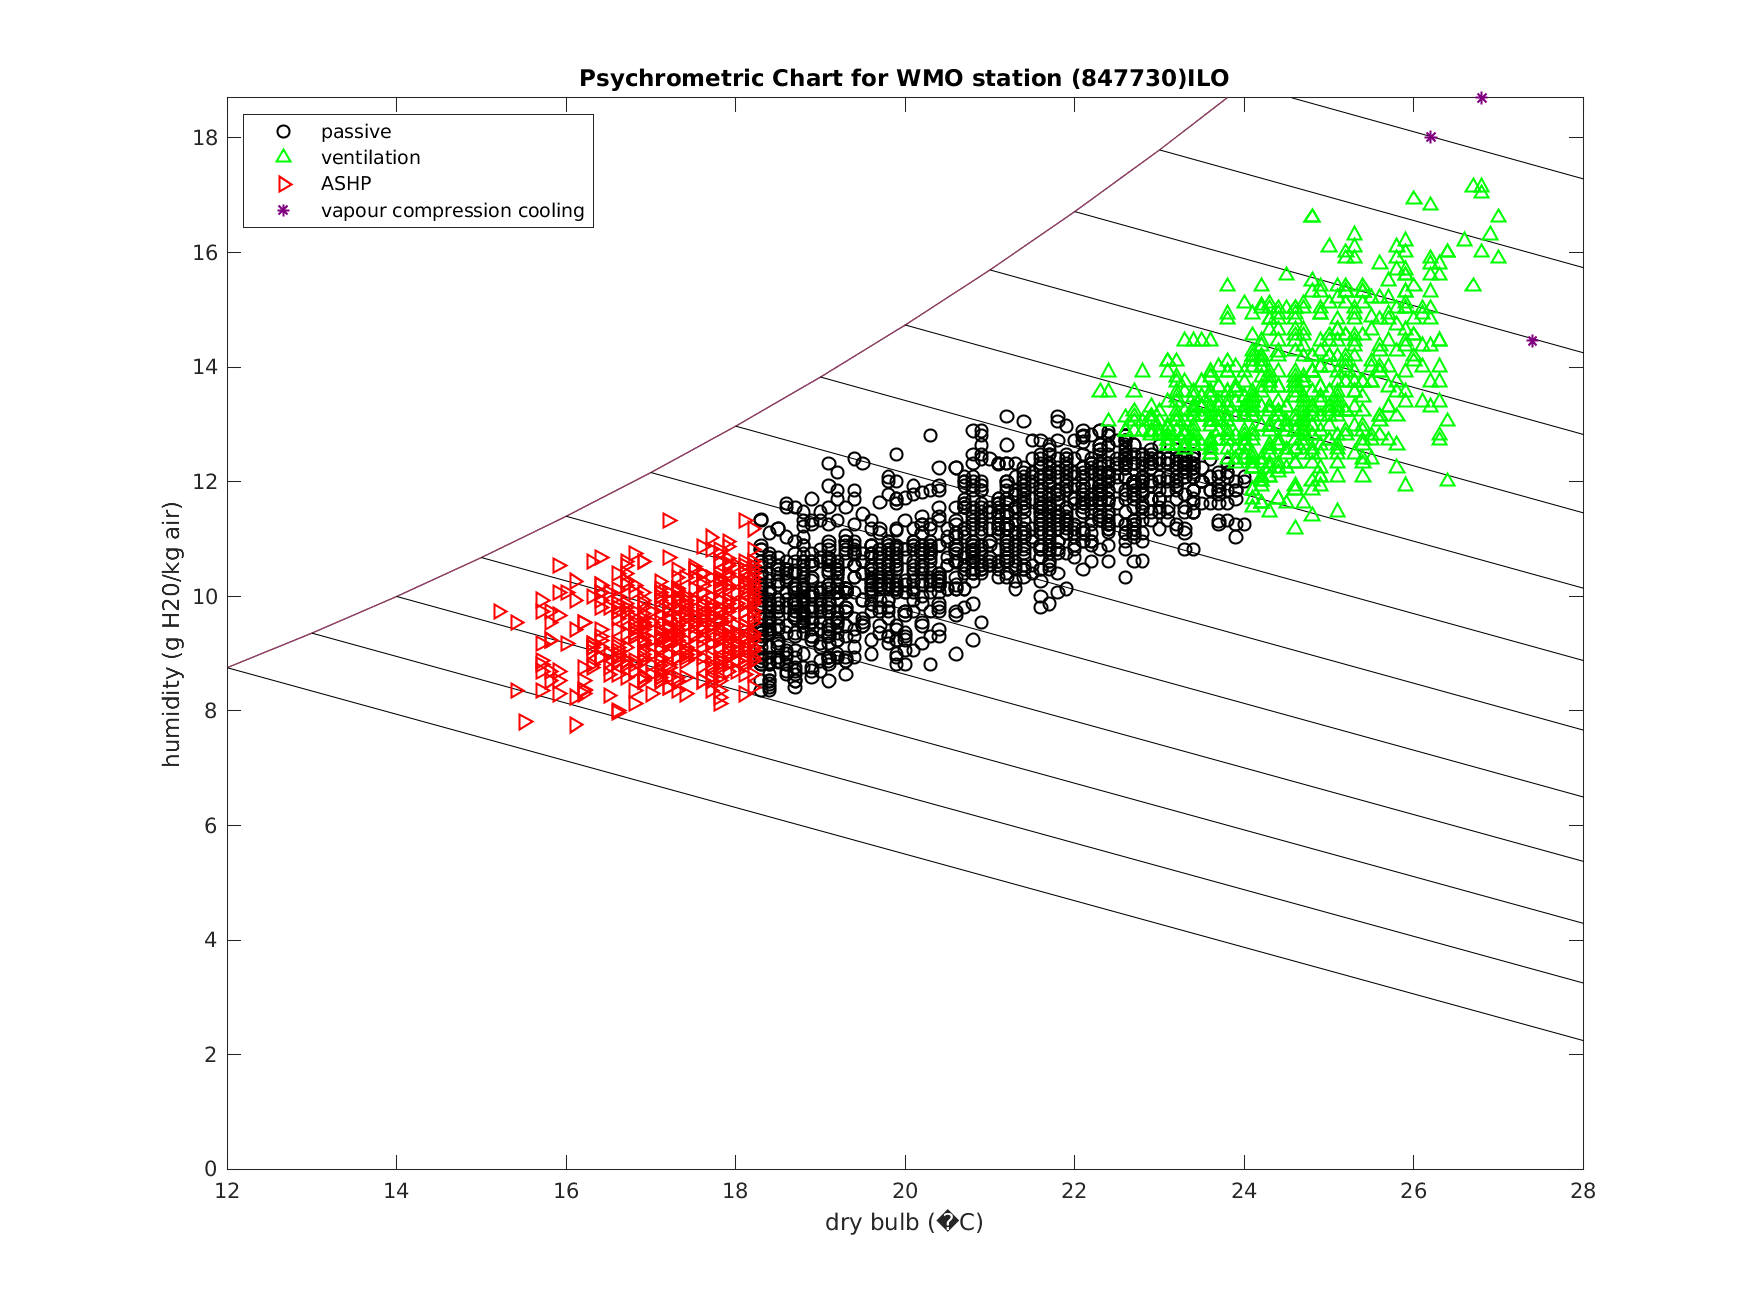 Psychrometric Chart for WMO station (847730)ILO
passive
ventilation
ASHP
vapour compression cooling
humidity (g H20/kg air)
18
16
14
12
10
8
6
4
2
0
12 14 16 18 20 22 24 26 28
dry bulb (�C)